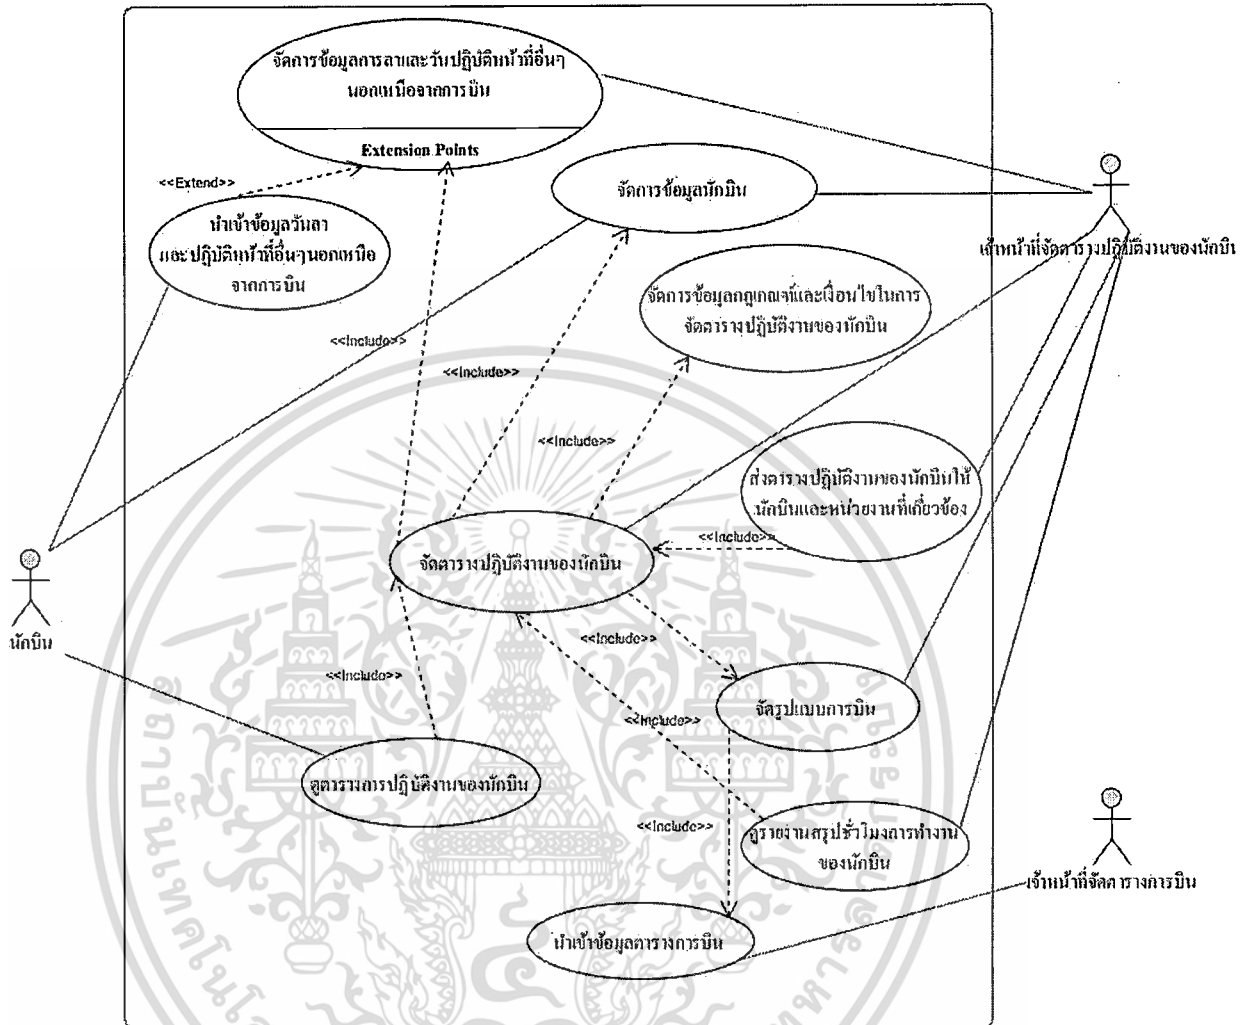 จัดการข้อมูลการลาและวันปฏิบัติหน้าที่อื่นๆ
นอกเหนือจากการบิน
Extension Points
<<Extend>>
จัดการข้อมูลนักบิน
นำเข้าข้อมูลวันลา
และปฏิบัติหน้าที่อื่นๆนอกเหนือ
จากการบิน
เจ้าหน้าที่จัดตารางปฏิบัติงานของนักบิน
จัดการข้อมูลกฎเกณฑ์และเงื่อนไขในการ
จัดตารางปฏิบัติงานของนักบิน
<<Include>>
<<Include>>
<<Include>>
ส่งตารางปฏิบัติงานของนักบินให้
นักบินและหน่วยงานที่เกี่ยวข้อง
<<Include>>
จัดตารางปฏิบัติงานของนักบิน
นักบิน
<<Include>>
<<Include>>
จัดรูปแบบการบิน
<<Include>>
ดูตารางการปฏิบัติงานของนักบิน
<<Include>>
ดูรายงานสรุปชั่วโมงการทำงาน
ของนักบิน
เจ้าหน้าที่จัดตารางการบิน
นำเข้าข้อมูลตารางการบิน